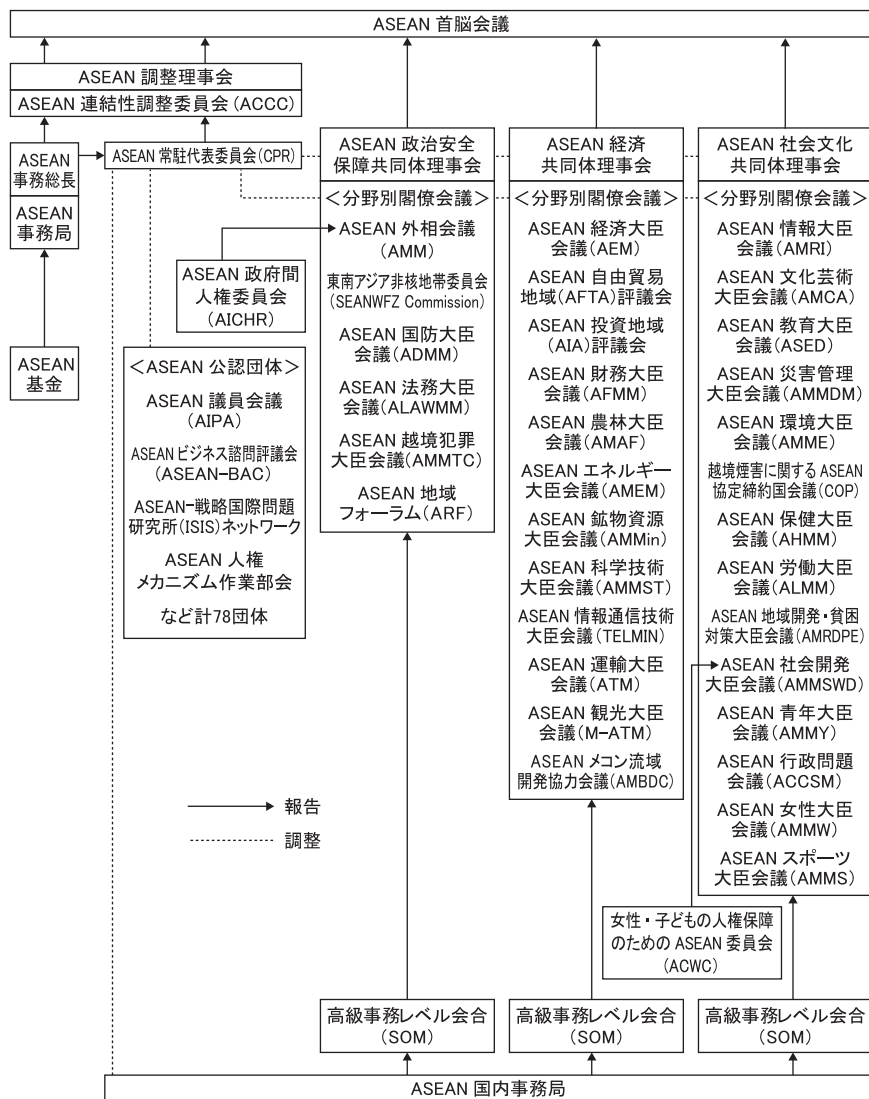 ASEAN 首脳会議
ASEAN 調整理事会
ASEAN 連結性調整委員会(ACCC)
ASEAN
事務総長
ASEAN
事務局
ASEAN
基金
ASEAN 常駐代表委員会(CPR)
ASEAN 政府間
人権委員会
(AICHR)
<ASEAN 公認団体>
ASEAN 議員会議
(AIPA)
ASEAN ビジネス諮問評議会
(ASEAN-BAC)
ASEAN-戦略国際問題
研究所(ISIS)ネットワーク
ASEAN 人権
メカニズム作業部会
など計78団体
ASEAN 政治安全
保障共同体理事会
<分野別閣僚会議>
ASEAN 外相会議
(AMM)
東南アジア非核地帯委員会
(SEANWFZ Commission)
ASEAN 国防大臣
会議(ADMM)
ASEAN 法務大臣
会議(ALAWMM)
ASEAN 越境犯罪
大臣会議(AMMTC)
ASEAN 地域
フォーラム(ARF)
ASEAN 経済
共同体理事会
<分野別閣僚会議>
ASEAN 経済大臣
会議(AEM)
ASEAN 自由貿易
地域(AFTA)評議会
ASEAN 投資地域
(AIA)評議会
ASEAN 財務大臣
会議(AFMM)
ASEAN 農林大臣
会議(AMAF)
ASEAN エネルギー
大臣会議(AMEM)
ASEAN 鉱物資源
大臣会議(AMMin)
ASEAN 科学技術
大臣会議(AMMST)
ASEAN 情報通信技術
大臣会議(TELMIN)
ASEAN 運輸大臣
会議(ATM)
ASEAN 観光大臣
会議(M-ATM)
ASEAN メコン流域
開発協力会議(AMBDC)
ASEAN 社会文化
共同体理事会
<分野別閣僚会議>
ASEAN 情報大臣
会議(AMRI)
ASEAN 文化芸術
大臣会議(AMCA)
ASEAN 教育大臣
会議(ASED)
ASEAN 災害管理
大臣会議(AMMDM)
ASEAN 環境大臣
会議(AMME)
越境煙害に関する ASEAN
協定締約国会議(COP)
ASEAN 保健大臣
会議(AHMM)
ASEAN 労働大臣
会議(ALMM)
ASEAN 地域開発・貧困
対策大臣会議(AMRDPE)
ASEAN 社会開発
大臣会議(AMMSWD)
ASEAN 青年大臣
会議(AMMY)
ASEAN 行政問題
会議(ACCSM)
ASEAN 女性大臣
会議(AMMW)
ASEAN スポーツ
大臣会議(AMMS)
報告
調整
女性・子どもの人権保障
のための ASEAN 委員会
(ACWC)
高級事務レベル会合
(SOM)
高級事務レベル会合
(SOM)
高級事務レベル会合
(SOM)
ASEAN 国内事務局